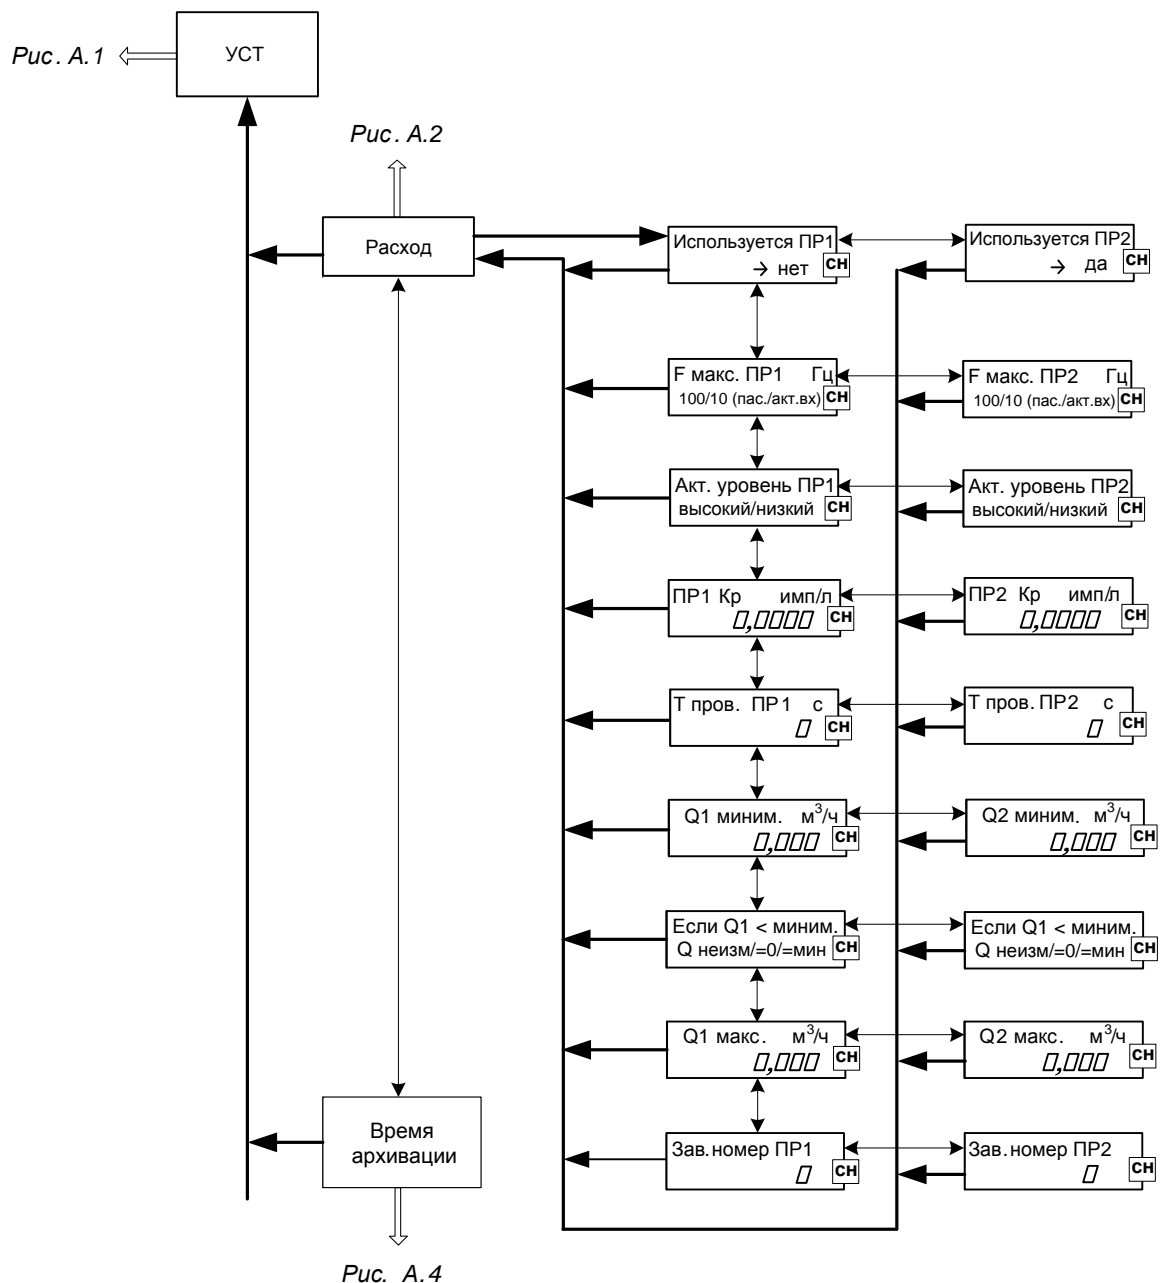 УСТ
Рис. А.1
Рис. А.2
Расход
Используется ПР1
→ нет СН
Используется ПР2
→ да СН
F макс. ПР1 Гц
100/10 (пас./акт.вх) СН
F макс. ПР2 Гц
100/10 (пас./акт.вх) СН
Акт. уровень ПР1
высокий/низкий СН
Акт. уровень ПР2
высокий/низкий СН
ПР1 Кр имп/л
0,0000 СН
ПР2 Кр имп/л
0,0000 СН
Т пров. ПР1 с
0 СН
Т пров. ПР2 с
0 СН
Q1 миним. м³/ч
0,000 СН
Q2 миним. м³/ч
0,000 СН
Если Q1 < миним.
Q неизм/=0/=мин СН
Если Q1 < миним.
Q неизм/=0/=мин СН
Q1 макс. м³/ч
0,000 СН
Q2 макс. м³/ч
0,000 СН
Время
архивации
Зав.номер ПР1
0 СН
Зав.номер ПР2
0 СН
Рис. А.4